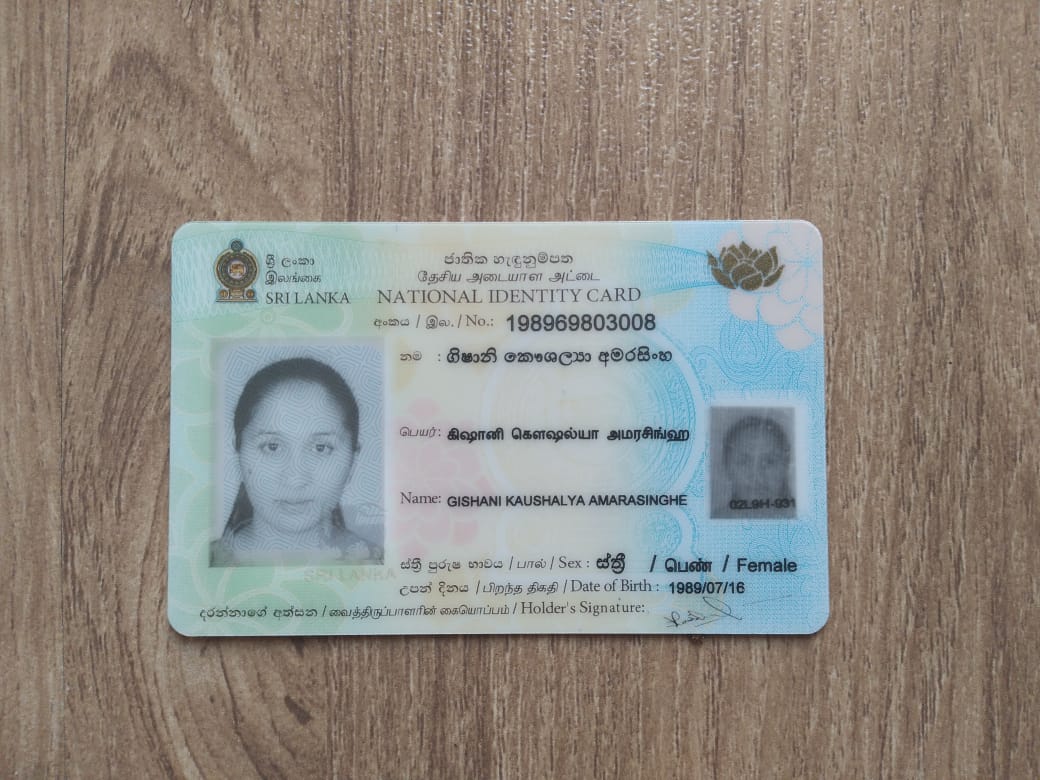 ශ්‍රී ලංකා
இலங்கை
SRI LANKA
ජාතික හැඳුනුම්පත
தேசிய அடையாள அட்டை
NATIONAL IDENTITY CARD
අංකය / இல. / No.: 198969803008
නම : ගිෂානි කෞශල්‍යා අමරසිංහ
பெயர்: கிஷானி கௌஷல்யா அமரசிங்ஹ
Name: GISHANI KAUSHALYA AMARASINGHE
02L9H-931
ස්ත්‍රී පුරුෂ භාවය / பால் / Sex : ස්ත්‍රී / பெண் / Female
SRI LANKA
උපන් දිනය / பிறந்த திகதி / Date of Birth : 1989/07/16
දරන්නාගේ අත්සන / வைத்திருப்பாளரின் கையொப்பம் / Holder's Signature: